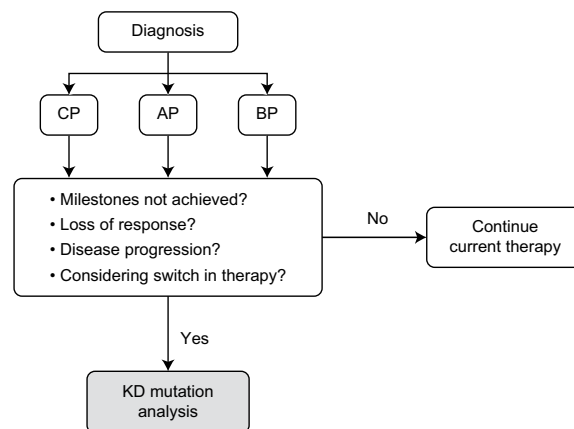 Diagnosis
CP
AP
BP
• Milestones not achieved?
• Loss of response?
• Disease progression?
• Considering switch in therapy?
No
Continue
current therapy
Yes
KD mutation
analysis